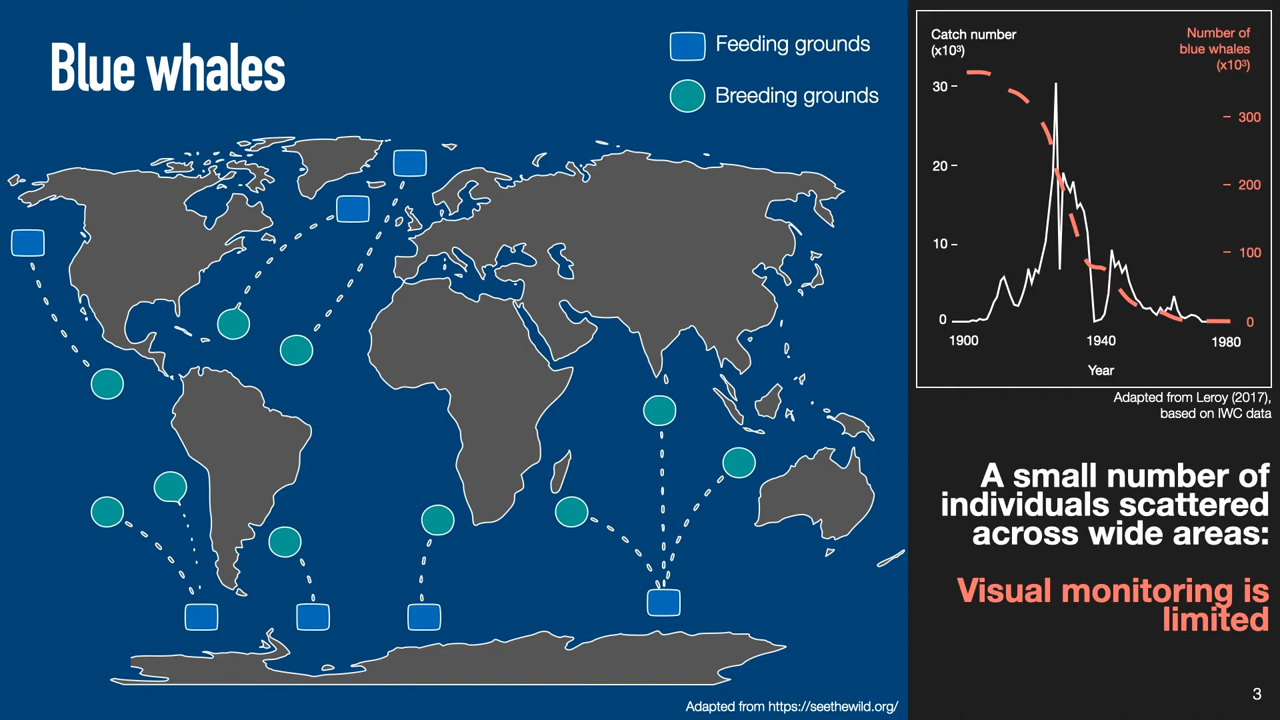 Blue whales
Feeding grounds
Breeding grounds
Adapted from https://seethewild.org/
Catch number
(x10³)
Number of
blue whales
(x10³)
30
20
10
0
300
200
100
0
1900
1940
1980
Year
Adapted from Leroy (2017),
based on IWC data
A small number of
individuals scattered
across wide areas:
Visual monitoring is
limited
3